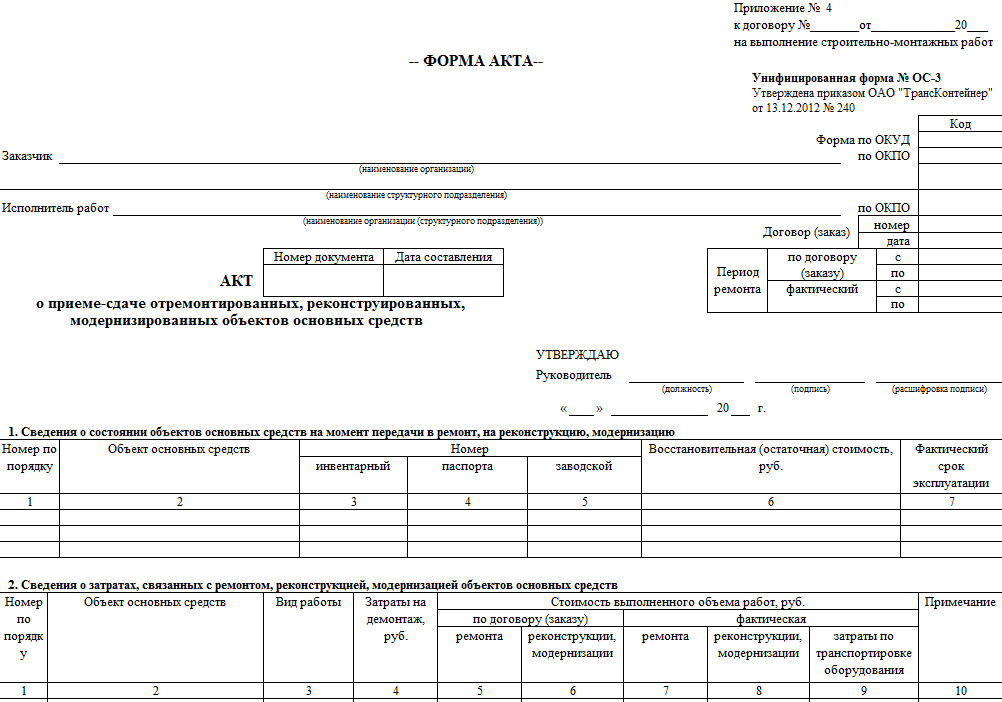 Приложение № 4
к договору №________от______________20___
на выполнение строительно-монтажных работ
-- ФОРМА АКТА--
Унифицированная форма № ОС-3
Утверждена приказом ОАО "ТрансКонтейнер"
от 13.12.2012 № 240
Код
Форма по ОКУД
Заказчик по ОКПО
(наименование организации)
(наименование структурного подразделения)
Исполнитель работ по ОКПО
(наименование организации (структурного подразделения))
Договор (заказ) номер
дата
Номер документа Дата составления
АКТ
о приеме-сдаче отремонтированных, реконструированных,
модернизированных объектов основных средств
Период ремонта по договору (заказу) с
по
фактический с
по
УТВЕРЖДАЮ
Руководитель
(должность) (подпись) (расшифровка подписи)
«____» ________________ 20___ г.
1. Сведения о состоянии объектов основных средств на момент передачи в ремонт, на реконструкцию, модернизацию
Номер по порядку Объект основных средств Номер Восстановительная (остаточная) стоимость, руб. Фактический срок эксплуатации
инвентарный паспорта заводской
1 2 3 4 5 6 7
2. Сведения о затратах, связанных с ремонтом, реконструкцией, модернизацией объектов основных средств
Номер по порядку Объект основных средств Вид работы Затраты на демонтаж, руб. Стоимость выполненного объема работ, руб. Примечание
по договору (заказу) фактическая
ремонта реконструкции, модернизации ремонта реконструкции, модернизации затраты по транспортировке оборудования
1 2 3 4 5 6 7 8 9 10